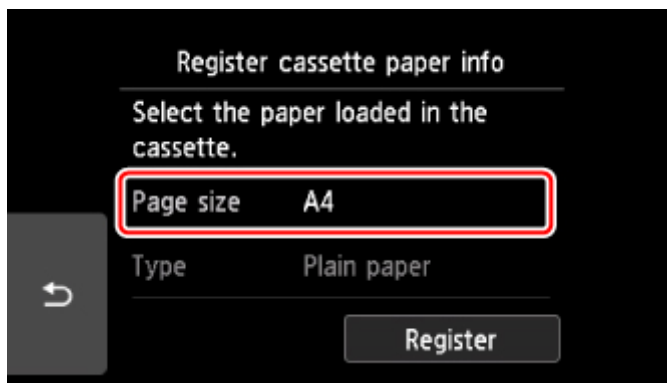 Register cassette paper info
Select the paper loaded in the
cassette.
Page size A4
Type Plain paper
Register